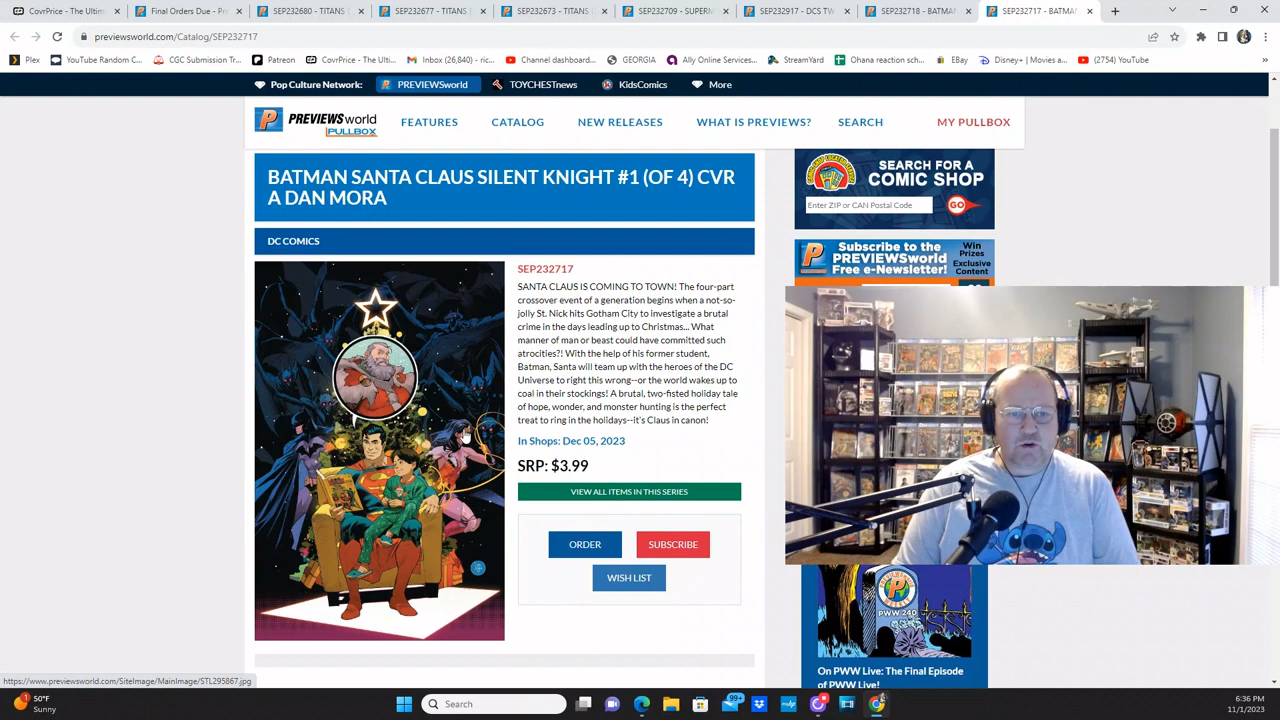 CovrPrice - The Ultim
Final Orders Due - Pre
SEP232680 - TITANS
SEP232677 - TITANS
SEP232673 - TITANS
SEP232709 - SUPERM
SEP232917 - DCS TW
SEP232718 - BATMAN
SEP232717 - BATMAN
previewsworld.com/Catalog/SEP232717
Plex
YouTube Random C...
CGC Submission Tr...
Patreon
CovrPrice - The Ulti...
Inbox (26,840) - ric...
Channel dashboard...
GEORGIA
Ally Online Services...
StreamYard
Ohana reaction sch...
EBay
Disney+ | Movies a...
(2754) YouTube
Pop Culture Network:
PREVIEWSworld
TOYCHESTnews
KidsComics
More
PREVIEWSworld
PULLBOX
FEATURES
CATALOG
NEW RELEASES
WHAT IS PREVIEWS?
SEARCH
MY PULLBOX
BATMAN SANTA CLAUS SILENT KNIGHT #1 (OF 4) CVR
A DAN MORA
DC COMICS
SEP232717
SANTA CLAUS IS COMING TO TOWN! The four-part
crossover event of a generation begins when a not-so-
jolly St. Nick hits Gotham City to investigate a brutal
crime in the days leading up to Christmas... What
manner of man or beast could have committed such
atrocities?! With the help of his former student,
Batman, Santa will team up with the heroes of the DC
Universe to right this wrong--or the world wakes up to
coal in their stockings! A brutal, two-fisted holiday tale
of hope, wonder, and monster hunting is the perfect
treat to ring in the holidays--it's Claus in canon!
In Shops: Dec 05, 2023
SRP: $3.99
VIEW ALL ITEMS IN THIS SERIES
ORDER
SUBSCRIBE
WISH LIST
SEARCH FOR A
COMIC SHOP
Enter ZIP or CAN Postal Code
GO
Subscribe to the
PREVIEWSworld
Free e-Newsletter!
Win
Prizes
Exclusive
Content
PWW 240
On PWW Live: The Final Episode
of PWW Live!
https://www.previewsworld.com/SiteImage/MainImage/STL295867.jpg
1
50°F
Sunny
Search
99+
6:36 PM
11/1/2023